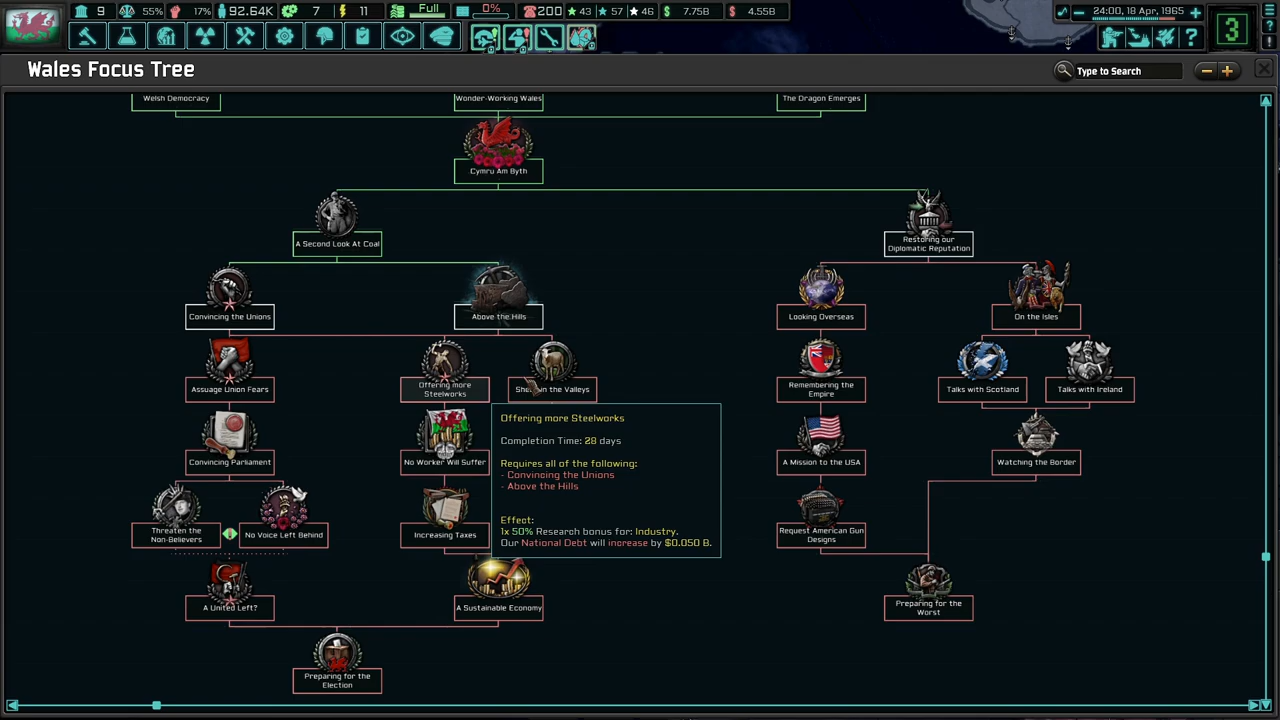 9 55% 17% 92.64K 7 11 Full 0% 200 43 57 46 $ 7.75B $ 4.55B 24:00, 18 Apr, 1965 3
Wales Focus Tree
Type to Search
Welsh Democracy
Wonder-Working Wales
The Dragon Emerges
Cymru Am Byth
A Second Look At Coal
Restoring our
Diplomatic Reputation
Convincing the Unions
Above the Hills
Looking Overseas
On the Isles
Assuage Union Fears
Offering more
Steelworks
the Valleys
Remembering the
Empire
Talks with Scotland
Talks with Ireland
Convincing Parliament
No Worker Will Suffer
A Mission to the USA
Watching the Border
Threaten the
Non-Believers
No Voice Left Behind
Increasing Taxes
Request American Gun
Designs
A United Left?
A Sustainable Economy
Preparing for the
Worst
Preparing for the
Election
Offering more Steelworks
Completion Time: 28 days
Requires all of the following:
- Convincing the Unions
- Above the Hills
Effect:
1x 50% Research bonus for: Industry.
Our National Debt will increase by $0.050 B.